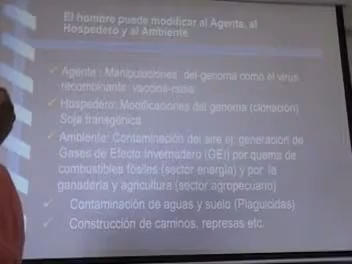 El hombre puede modificar al Agente, al
Hospedero y al Ambiente
Agente : Manipulaciones del genoma como el virus
recombinante vaccina-rabia
Hospedero: Modificaciones del genoma (clonación)
Soja transgénica
Ambiente: Contaminación del aire ej: generación de
Gases de Efecto Invernadero (GEI) por quema de
combustibles fósiles (sector energía) y por la
ganadería y agricultura (sector agropecuario)
Contaminación de aguas y suelo (Plaguicidas)
Construcción de caminos, represas etc.